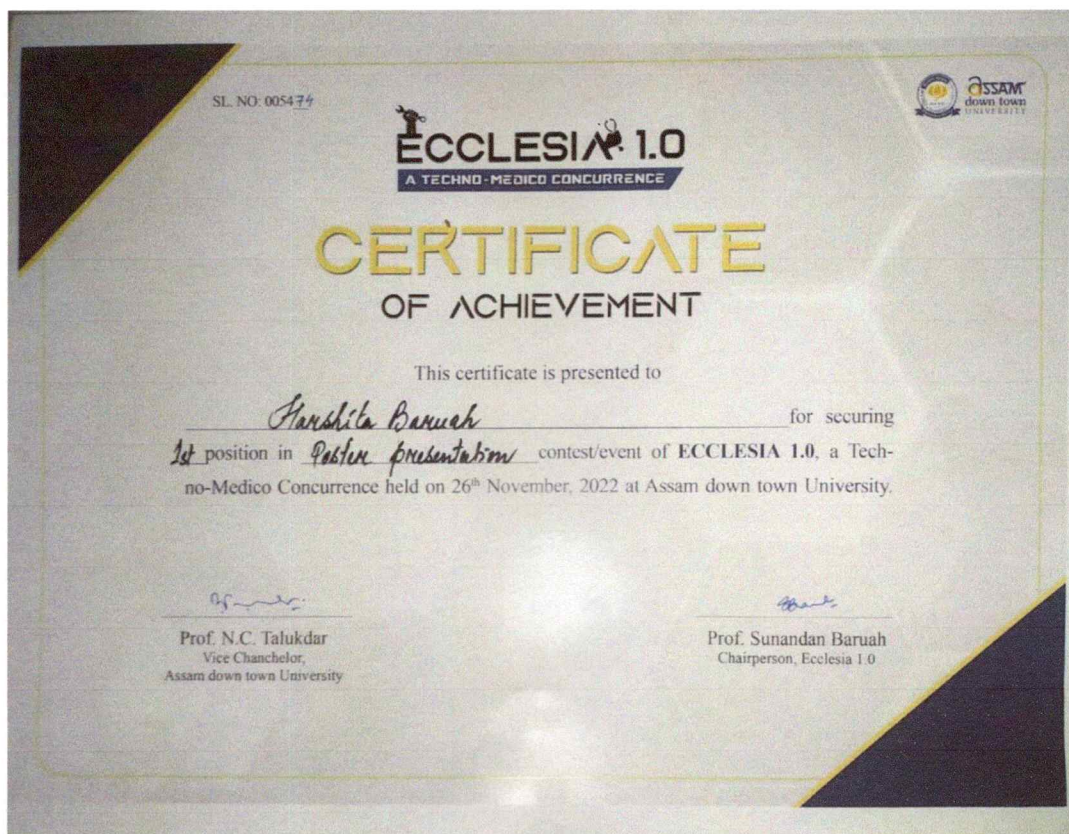 SL. NO: 005474
ASSAM
down town
UNIVERSITY
ECCLESIA 1.0
A TECHNO-MEDICO CONCURRENCE
CERTIFICATE
OF ACHIEVEMENT
This certificate is presented to
Harshita Baruah for securing
1st position in Poster presentation contest/event of ECCLESIA 1.0, a Tech-
no-Medico Concurrence held on 26th November, 2022 at Assam down town University.
Prof. N.C. Talukdar
Vice Chanchelor,
Assam down town University
Prof. Sunandan Baruah
Chairperson, Ecclesia 1.0